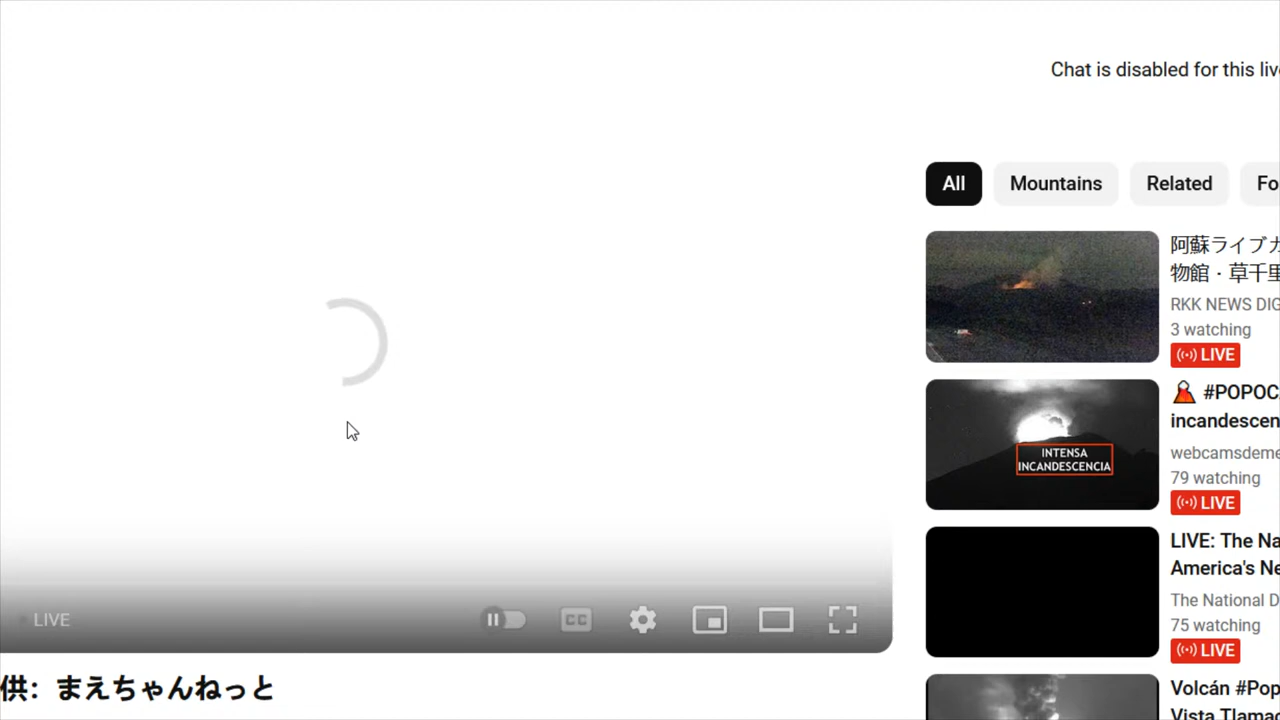 Chat is disabled for this liv
All
Mountains
Related
Fo
阿蘇ライブカ
物館・草千里
RKK NEWS DIG
3 watching
LIVE
INTENSA
INCANDESCENCIA
#POPOCA
incandescen
webcamsdeme
79 watching
LIVE
LIVE: The Na
America's Ne
The National D
75 watching
LIVE
LIVE
CC
供：まえちゃんねっと
Volcán #Pop
Vista Tlamac